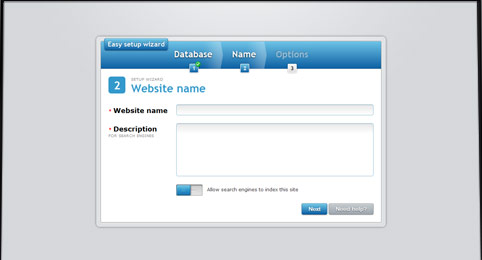 Easy setup wizard
Database Name Options
1 2 3
2
SETUP WIZARD
Website name
* Website name
* Description
FOR SEARCH ENGINES
Allow search engines to index this site
Next Need help?